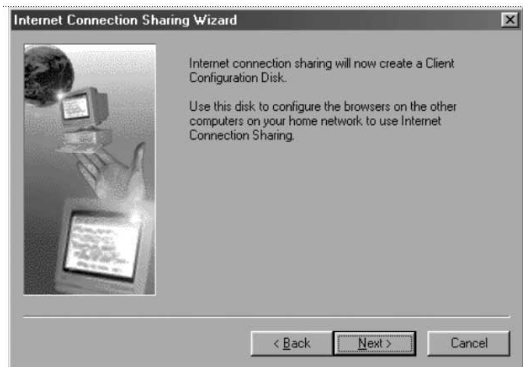 Internet Connection Sharing Wizard
Internet connection sharing will now create a Client
Configuration Disk.
Use this disk to configure the browsers on the other
computers on your home network to use Internet
Connection Sharing.
< Back
Next >
Cancel